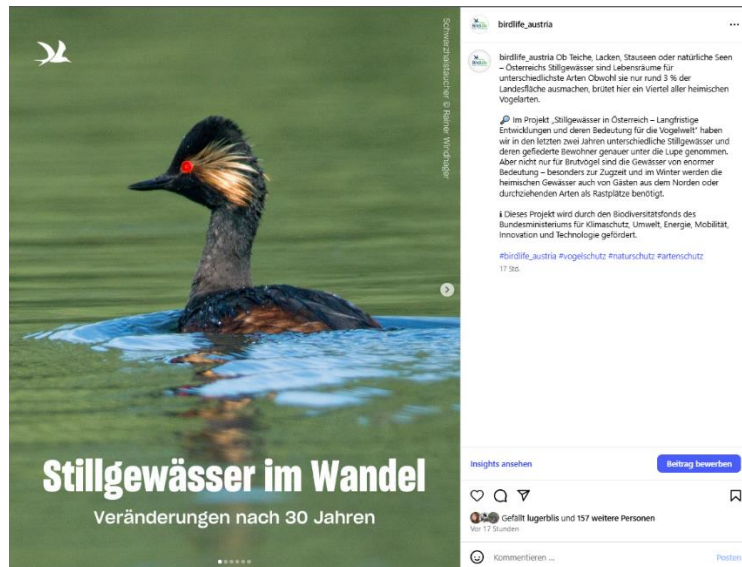 Schwarzhalstaucher © Rainer Windhager
Stillgewässer im Wandel
Veränderungen nach 30 Jahren
birdlife_austria
birdlife_austria Ob Teiche, Lacken, Stauseen oder natürliche Seen
– Österreichs Stillgewässer sind Lebensräume für
unterschiedlichste Arten Obwohl sie nur rund 3 % der
Landesfläche ausmachen, brütet hier ein Viertel aller heimischen
Vogelarten.
Im Projekt „Stillgewässer in Österreich – Langfristige
Entwicklungen und deren Bedeutung für die Vogelwelt“ haben
wir in den letzten zwei Jahren unterschiedliche Stillgewässer und
deren gefiederte Bewohner genauer unter die Lupe genommen.
Aber nicht nur für Brutvögel sind die Gewässer von enormer
Bedeutung – besonders zur Zugzeit und im Winter werden die
heimischen Gewässer auch von Gästen aus dem Norden oder
durchziehenden Arten als Rastplätze benötigt.
ℹ Dieses Projekt wird durch den Biodiversitätsfonds des
Bundesministeriums für Klimaschutz, Umwelt, Energie, Mobilität,
Innovation und Technologie gefördert.
#birdlife_austria #vogelschutz #naturschutz #artenschutz
17 Std.
Insights ansehen
Beitrag bewerben
Gefällt lugerblis und 157 weitere Personen
Vor 17 Stunden
Kommentieren ...
Posten